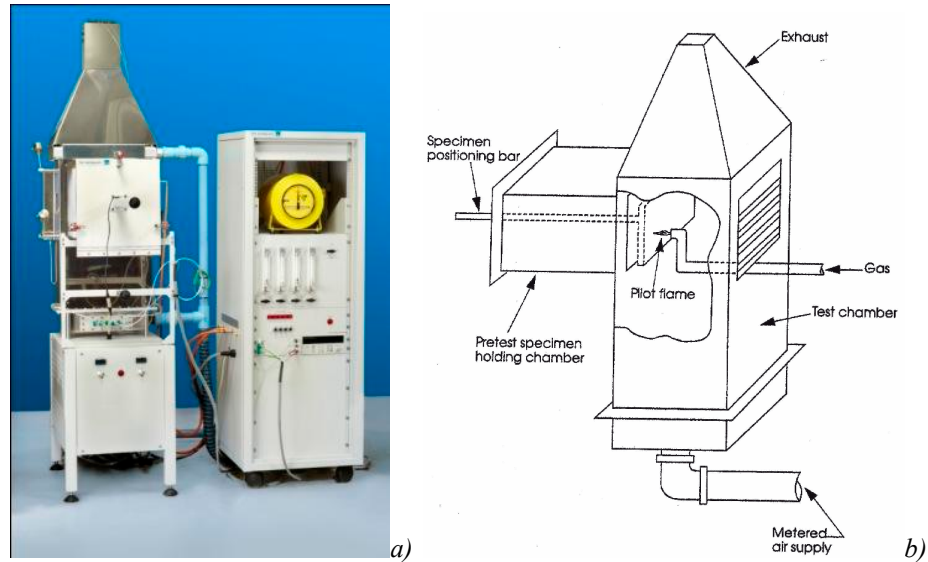 Exhaust
Specimen
positioning bar
Gas
Pilot flame
Test chamber
Pretest specimen
holding chamber
Metered
air supply
a)
b)